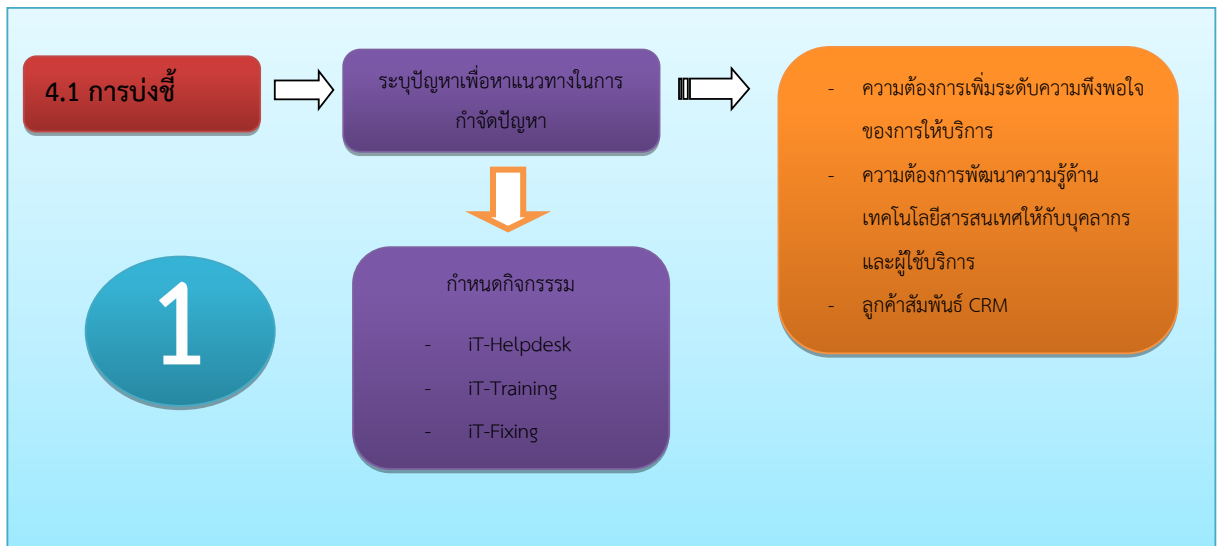 4.1 การบ่งชี้
ระบุปัญหาเพื่อหาแนวทางในการ
กำจัดปัญหา
- ความต้องการเพิ่มระดับความพึงพอใจ
ของการให้บริการ
- ความต้องการพัฒนาความรู้ด้าน
เทคโนโลยีสารสนเทศให้กับบุคลากร
และผู้ใช้บริการ
- ลูกค้าสัมพันธ์ CRM
1
กำหนดกิจกรรรม
- iT-Helpdesk
- iT-Training
- iT-Fixing